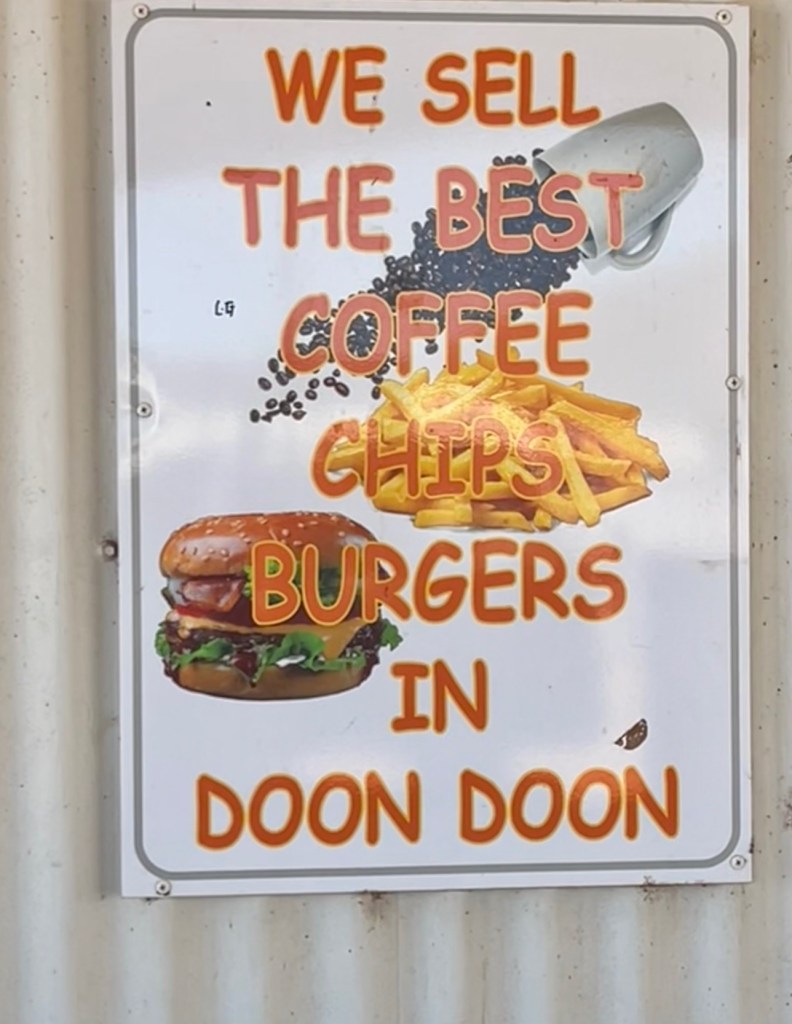 WE SELL
THE BEST
L.G
COFFEE
CHIPS
BURGERS
IN
DOON DOON